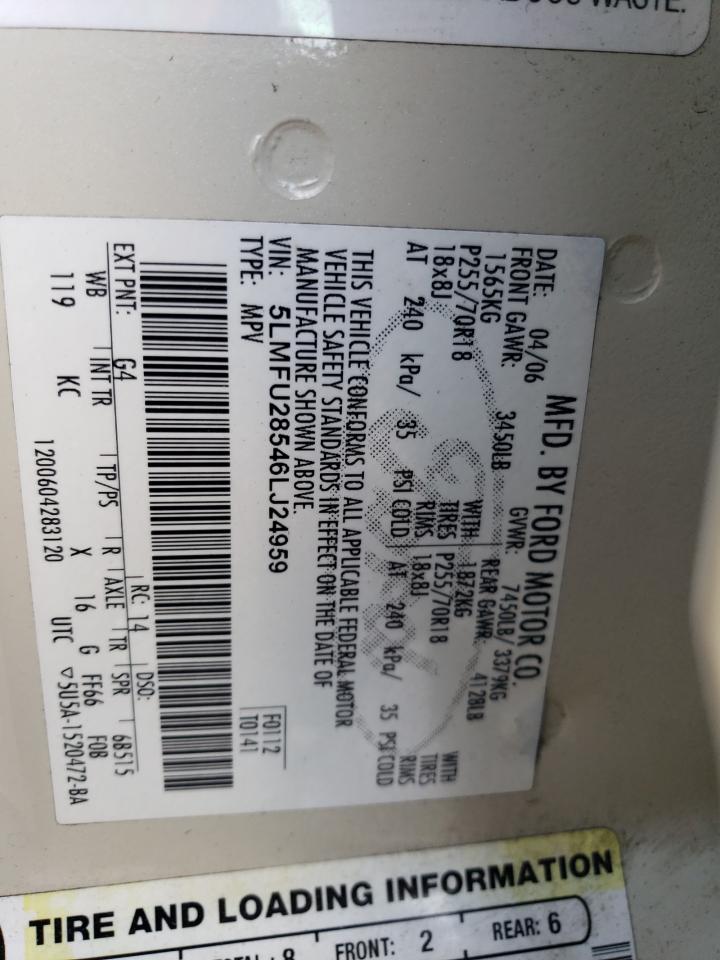 WASTE.
MFD. BY FORD MOTOR CO.
DATE: 04/06 GVWR: 7450LB/ 3379KG
FRONT GAWR: 3450LB REAR GAWR: 4128LB
1565KG WITH 1872KG WITH
P255/70R18 TIRES P255/70R18 TIRES
18x8J RIMS 18x8J RIMS
AT 240 kPa/ 35 PSI COLD AT 240 kPa/ 35 PSI COLD
THIS VEHICLE CONFORMS TO ALL APPLICABLE FEDERAL MOTOR
VEHICLE SAFETY STANDARDS IN EFFECT ON THE DATE OF
MANUFACTURE SHOWN ABOVE.
VIN: 5LMFU28546LJ24959 F0112
TYPE: MPV T0141
EXT PNT: G4 RC: 14 DSO:
WB INT TR TP/PS R AXLE TR SPR 6B515
119 KC X 16 G FF66 F0B
1200604283120 UTC ▽5U5A-1520472-BA
TIRE AND LOADING INFORMATION
8 FRONT: 2 REAR: 6